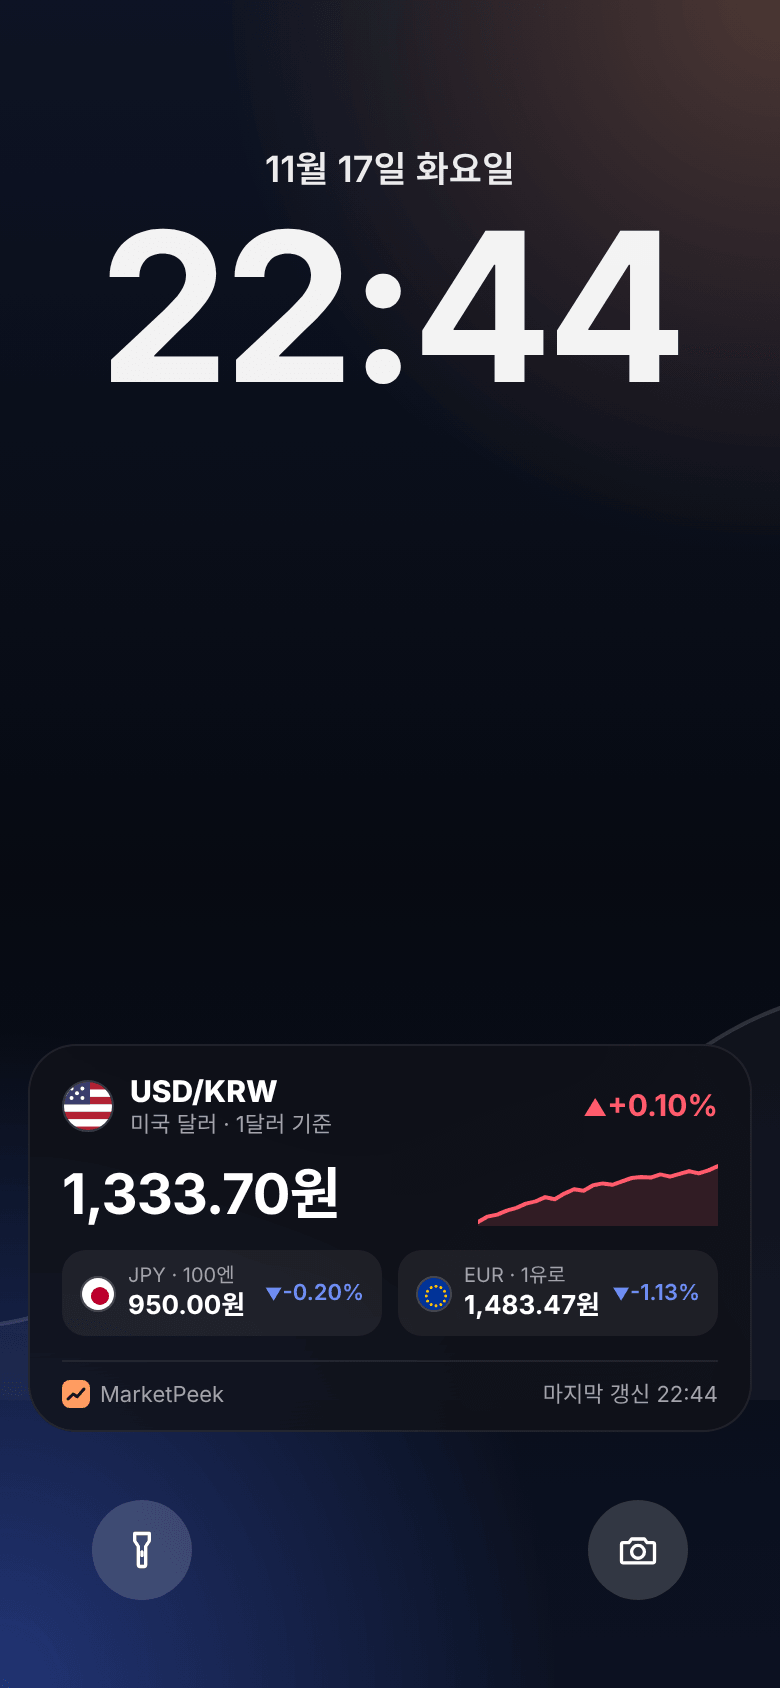 11월 17일 화요일
22:44
USD/KRW
미국 달러 · 1달러 기준
▲+0.10%
1,333.70원
JPY · 100엔
950.00원
▼-0.20%
EUR · 1유로
1,483.47원
▼-1.13%
MarketPeek
마지막 갱신 22:44